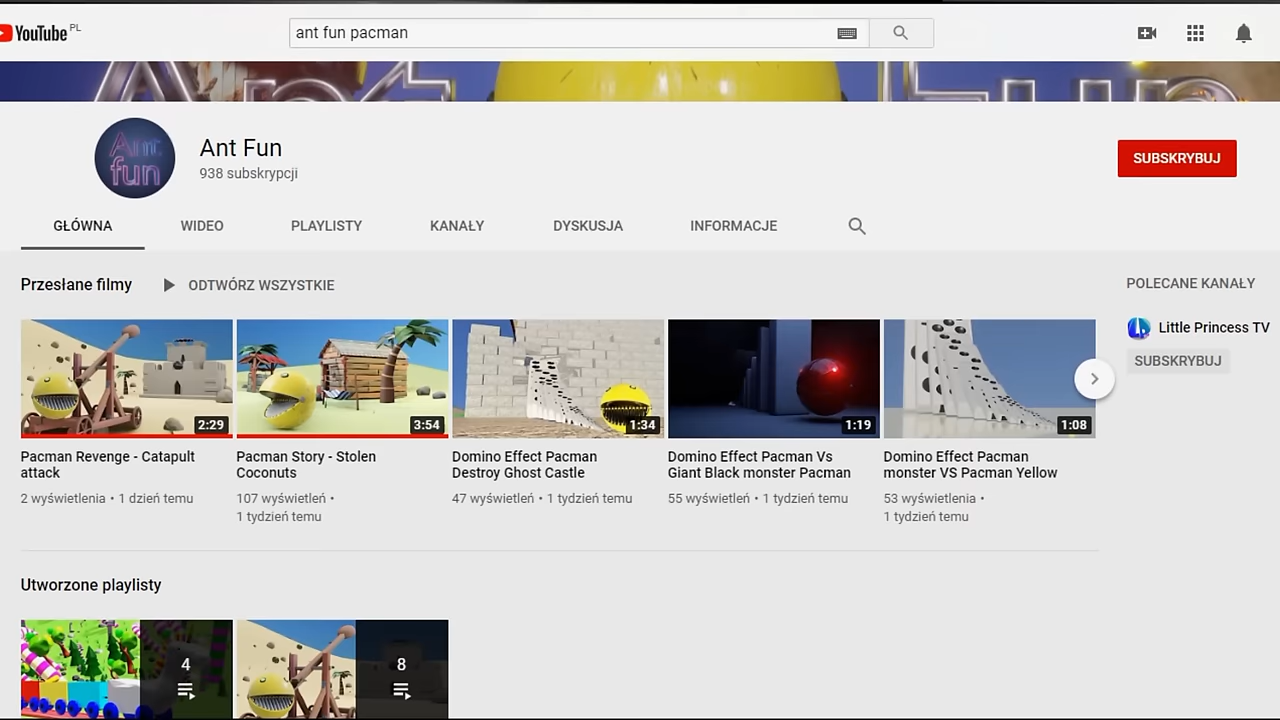 YouTube PL
ant fun pacman
Ant Fun
Ant
fun
Ant Fun
938 subskrypcji
SUBSKRYBUJ
GŁÓWNA
WIDEO
PLAYLISTY
KANAŁY
DYSKUSJA
INFORMACJE
Przesłane filmy
ODTWÓRZ WSZYSTKIE
POLECANE KANAŁY
Little Princess TV
SUBSKRYBUJ
2:29
3:54
1:34
1:19
1:08
Pacman Revenge - Catapult
attack
2 wyświetlenia • 1 dzień temu
Pacman Story - Stolen
Coconuts
107 wyświetleń •
1 tydzień temu
Domino Effect Pacman
Destroy Ghost Castle
47 wyświetleń • 1 tydzień temu
Domino Effect Pacman Vs
Giant Black monster Pacman
55 wyświetleń • 1 tydzień temu
Domino Effect Pacman
monster VS Pacman Yellow
53 wyświetlenia •
1 tydzień temu
Utworzone playlisty
4
8